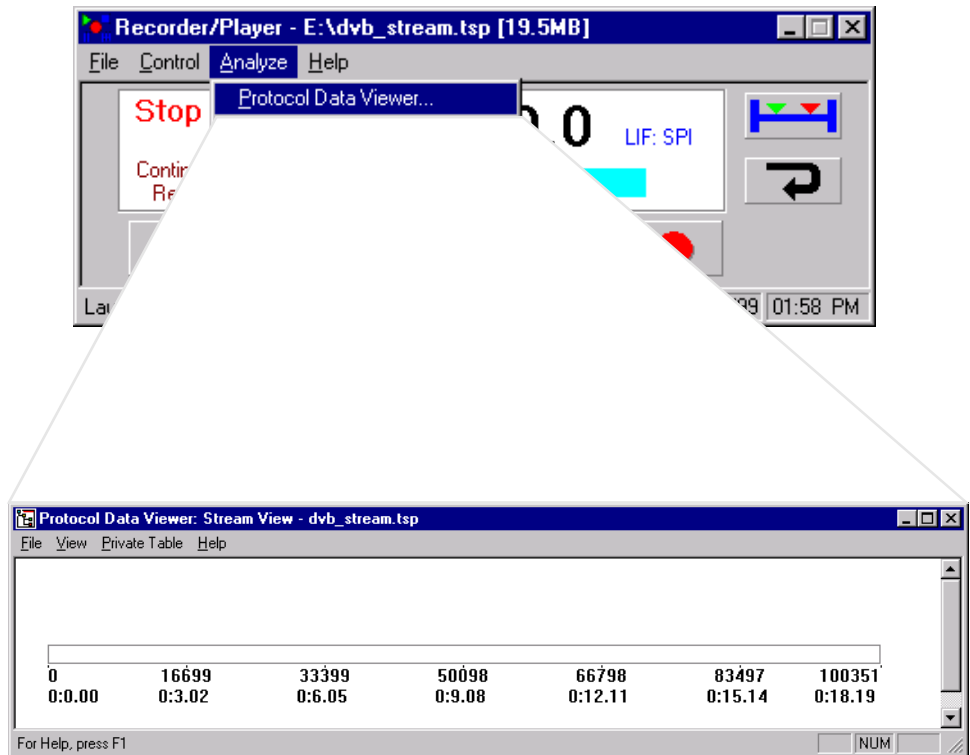 Recorder/Player - E:\dvb_stream.tsp [19.5MB]
File Control Analyze Help
Protocol Data Viewer...
Stop
LIF: SPI
01:58 PM
Protocol Data Viewer: Stream View - dvb_stream.tsp
File View Private Table Help
0 16699 33399 50098 66798 83497 100351
0:0.00 0:3.02 0:6.05 0:9.08 0:12.11 0:15.14 0:18.19
For Help, press F1
NUM